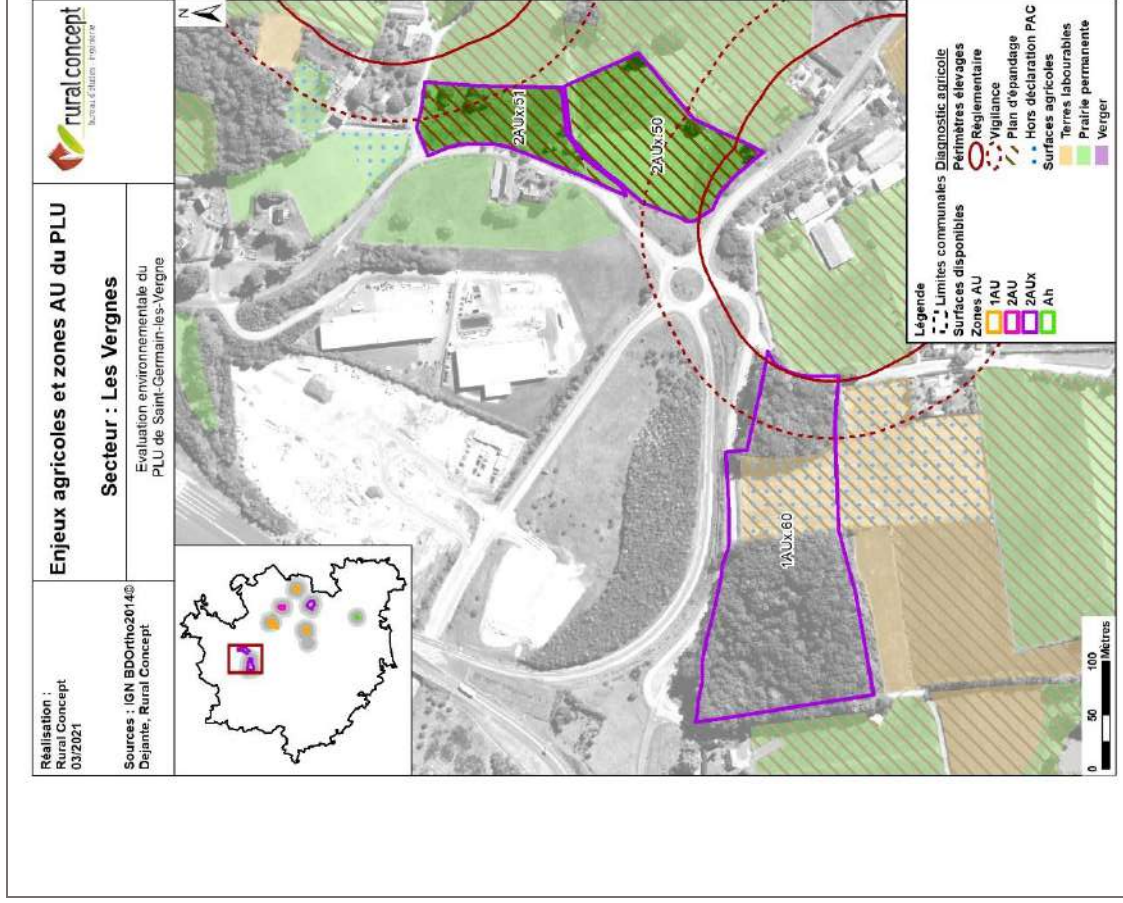 Réalisation :
Rural Concept
03/2021
Sources : IGN BDOrtho2014©
Dejante, Rural Concept
Enjeux agricoles et zones AU du PLU
Secteur : Les Vergnes
Evaluation environnementale du
PLU de Saint-Germain-les-Vergne
ruralconcept
N
2AUx.51
2AUx.50
1AUx.60
0 50 100
Mètres
Légende
Limites communales
Surfaces disponibles
Zones AU
1AU
2AU
2AUx
Ah
Diagnostic agricole
Périmètres élevages
Réglementaire
Vigilance
Plan d'épandage
Hors déclaration PAC
Surfaces agricoles
Terres labourables
Prairie permanente
Verger